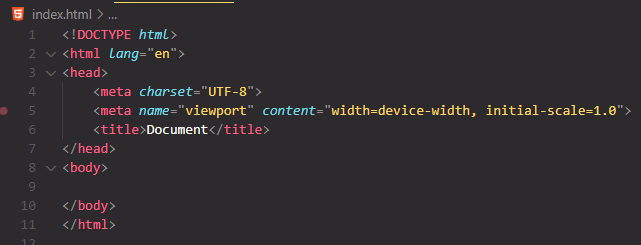 index.html > ...
1 <!DOCTYPE html>
2 <html lang="en">
3 <head>
4     <meta charset="UTF-8">
5     <meta name="viewport" content="width=device-width, initial-scale=1.0">
6     <title>Document</title>
7 </head>
8 <body>
9
10 </body>
11 </html>
12